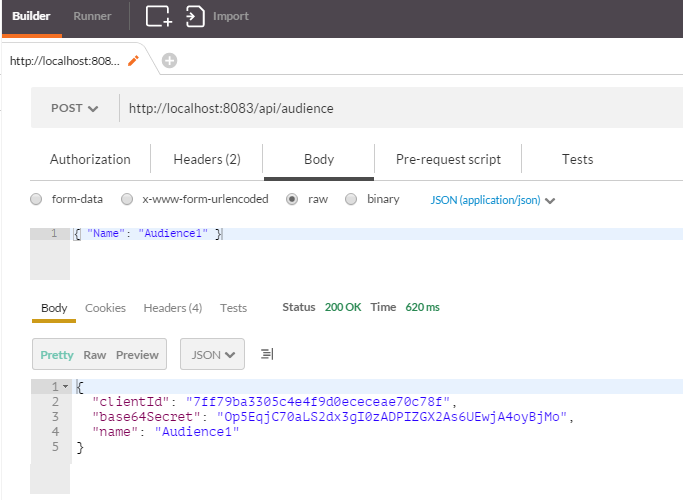 Builder Runner Import
http://localhost:808...
POST http://localhost:8083/api/audience
Authorization Headers (2) Body Pre-request script Tests
form-data x-www-form-urlencoded raw binary JSON (application/json)
1 { "Name": "Audience1" }
Body Cookies Headers (4) Tests Status 200 OK Time 620 ms
Pretty Raw Preview JSON
1 {
2 "clientId": "7ff79ba3305c4e4f9d0ececeae70c78f",
3 "base64Secret": "Op5EqjC70aLS2dx3gI0zADPIZGX2As6UEwjA4oyBjMo",
4 "name": "Audience1"
5 }